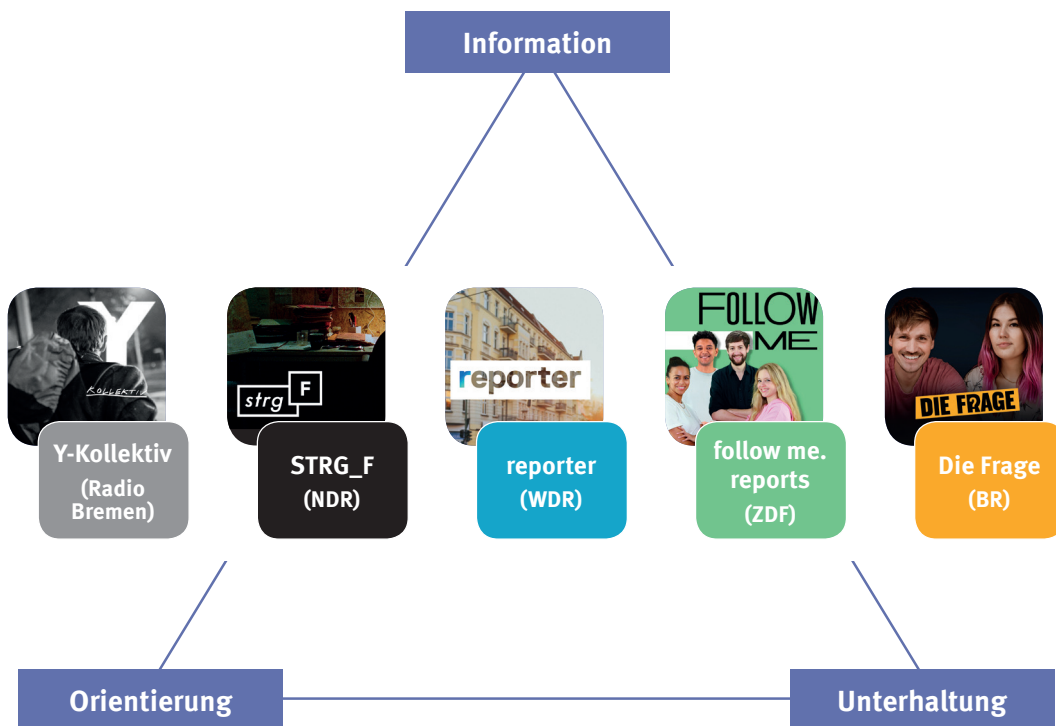 Information
Y
KOLLEKTIV
strg F
reporter
FOLLOW
ME
DIE FRAGE
Y-Kollektiv
(Radio
Bremen)
STRG_F
(NDR)
reporter
(WDR)
follow me.
reports
(ZDF)
Die Frage
(BR)
Orientierung
Unterhaltung